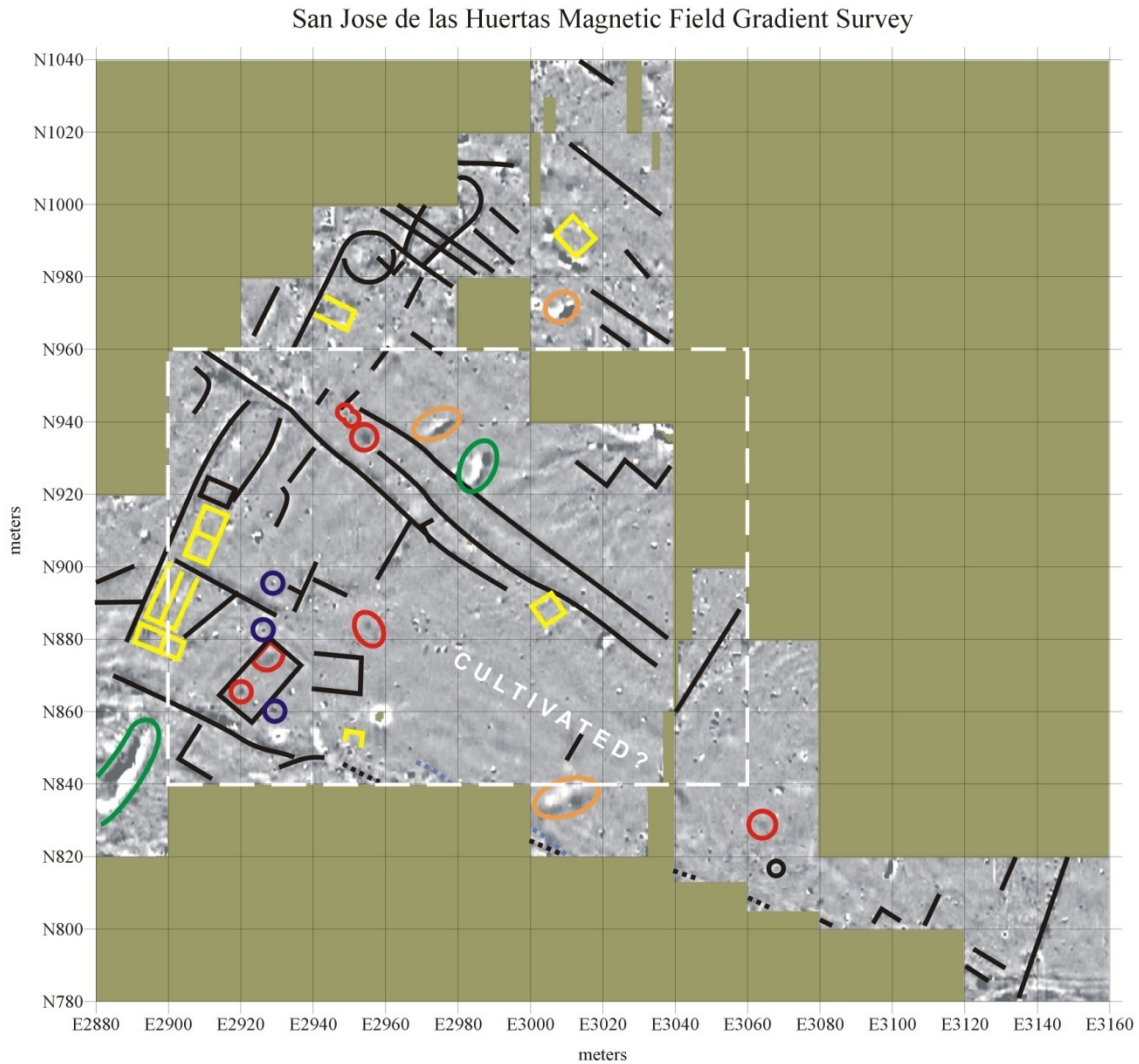 San Jose de las Huertas Magnetic Field Gradient Survey
N1040
N1020
N1000
N980
N960
N940
N920
N900
N880
N860
N840
N820
N800
N780
meters
CULTIVATED?
E2880 E2900 E2920 E2940 E2960 E2980 E3000 E3020 E3040 E3060 E3080 E3100 E3120 E3140 E3160
meters